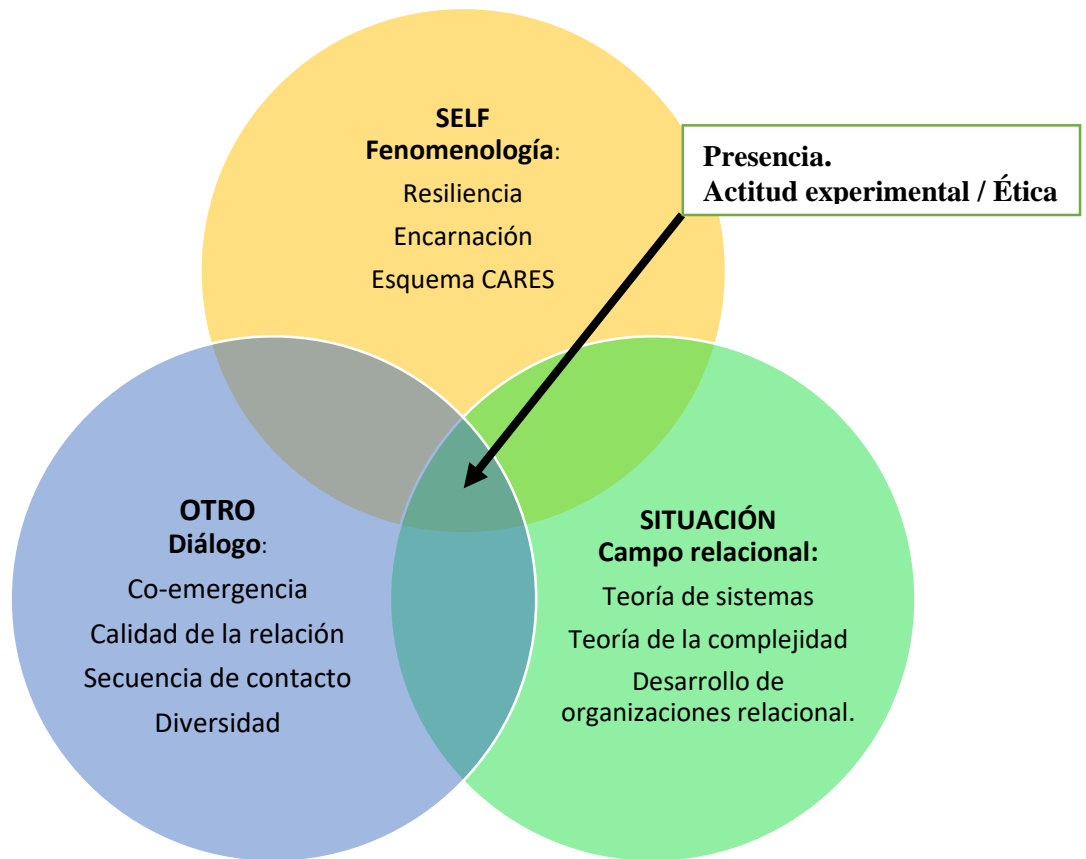 SELF
Fenomenología:
Resiliencia
Encarnación
Esquema CARES
Presencia.
Actitud experimental / Ética
OTRO
Diálogo:
Co-emergencia
Calidad de la relación
Secuencia de contacto
Diversidad
SITUACIÓN
Campo relacional:
Teoría de sistemas
Teoría de la complejidad
Desarrollo de
organizaciones relacional.